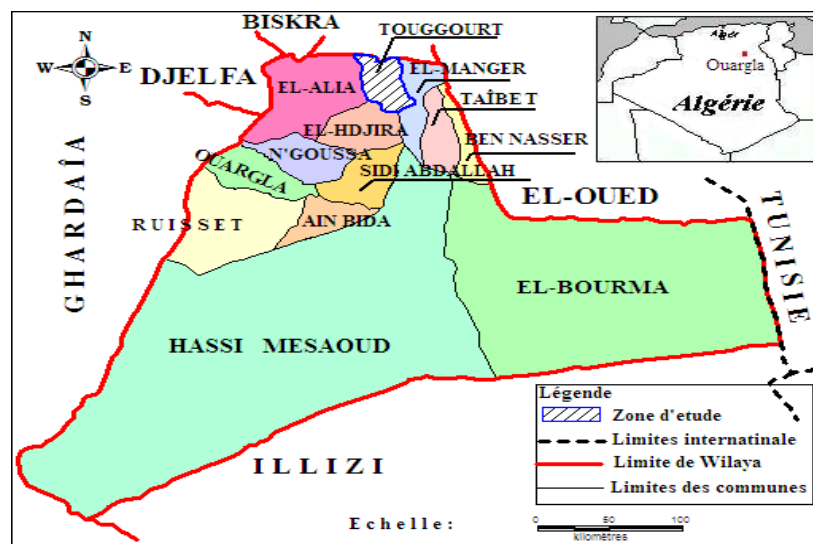 BISKRA
TOUGGOURT
DJELFA
EL-ALIA
EL-MANGER
TAÎBET
EL-HDJIRA
BEN NASSER
N'GOUSSA
OUARGLA
SIDI ABDALLAH
RUISSET
AIN BIDA
GHARDAÎA
EL-OUED
TUNISIE
EL-BOURMA
HASSI MESAOUD
ILLIZI
N
W
E
S
Alger
Ouargla
Algérie
Légende
Zone d'etude
Limites internatinale
Limite de Wilaya
Limites des communes
Echelle:
0 50 100
kilomètres